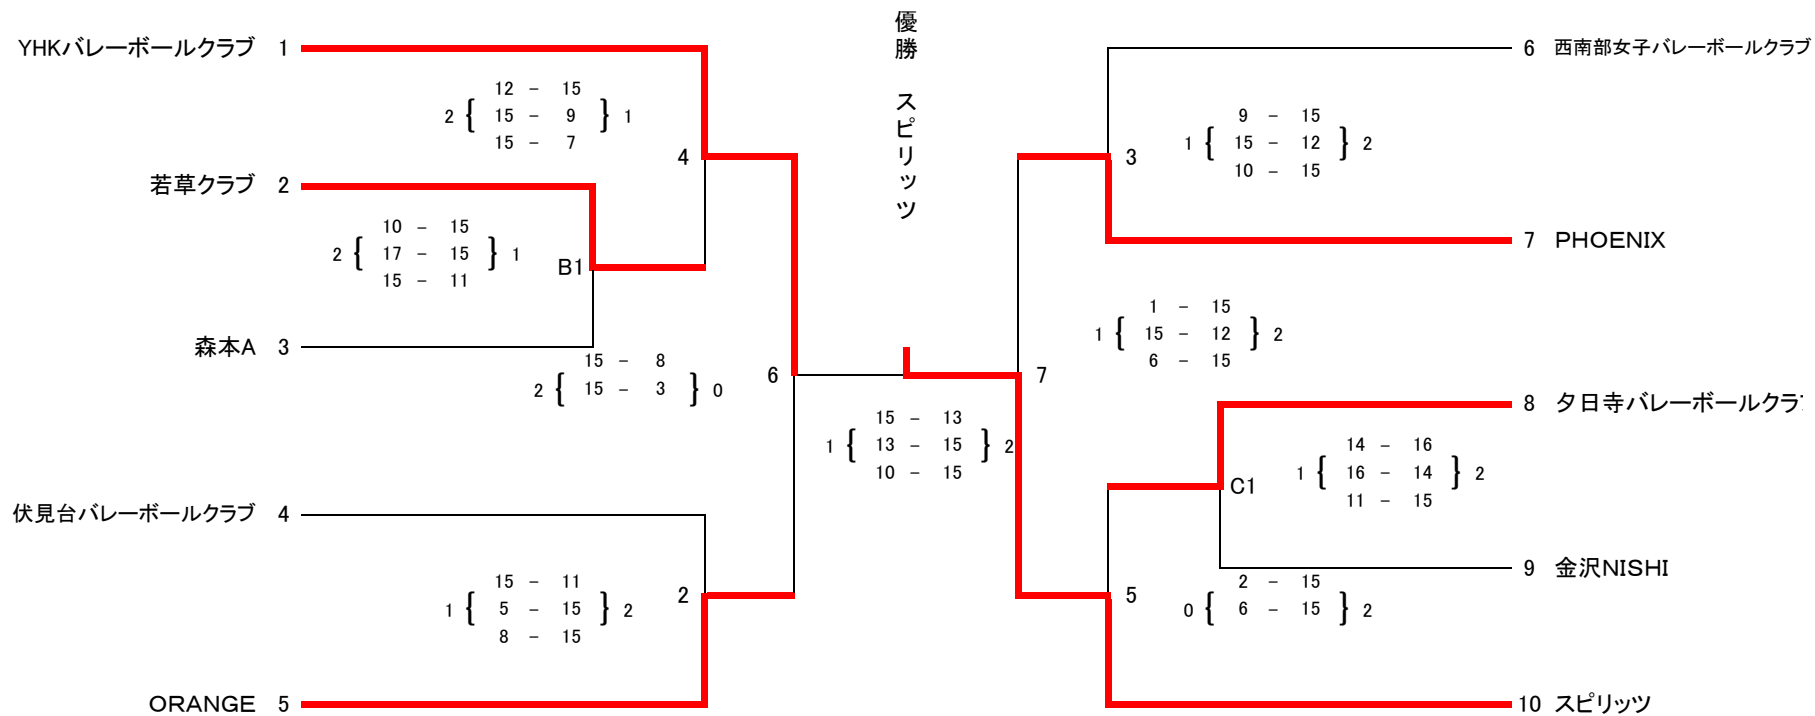 優勝 スピリッツ
YHKバレーボールクラブ 1
12 － 15
2 { 15 － 9 } 1
15 － 7
4
若草クラブ 2
10 － 15
2 { 17 － 15 } 1
15 － 11
B1
森本A 3
15 － 8
2 { 15 － 3 } 0
6
伏見台バレーボールクラブ 4
15 － 11
1 { 5 － 15 } 2
8 － 15
2
ORANGE 5
15 － 13
1 { 13 － 15 } 2
10 － 15
6 西南部女子バレーボールクラブ
9 － 15
1 { 15 － 12 } 2
10 － 15
3
7 PHOENIX
1 － 15
1 { 15 － 12 } 2
6 － 15
7
8 夕日寺バレーボールクラ
14 － 16
1 { 16 － 14 } 2
11 － 15
C1
9 金沢NISHI
2 － 15
0 { 6 － 15 } 2
5
10 スピリッツ